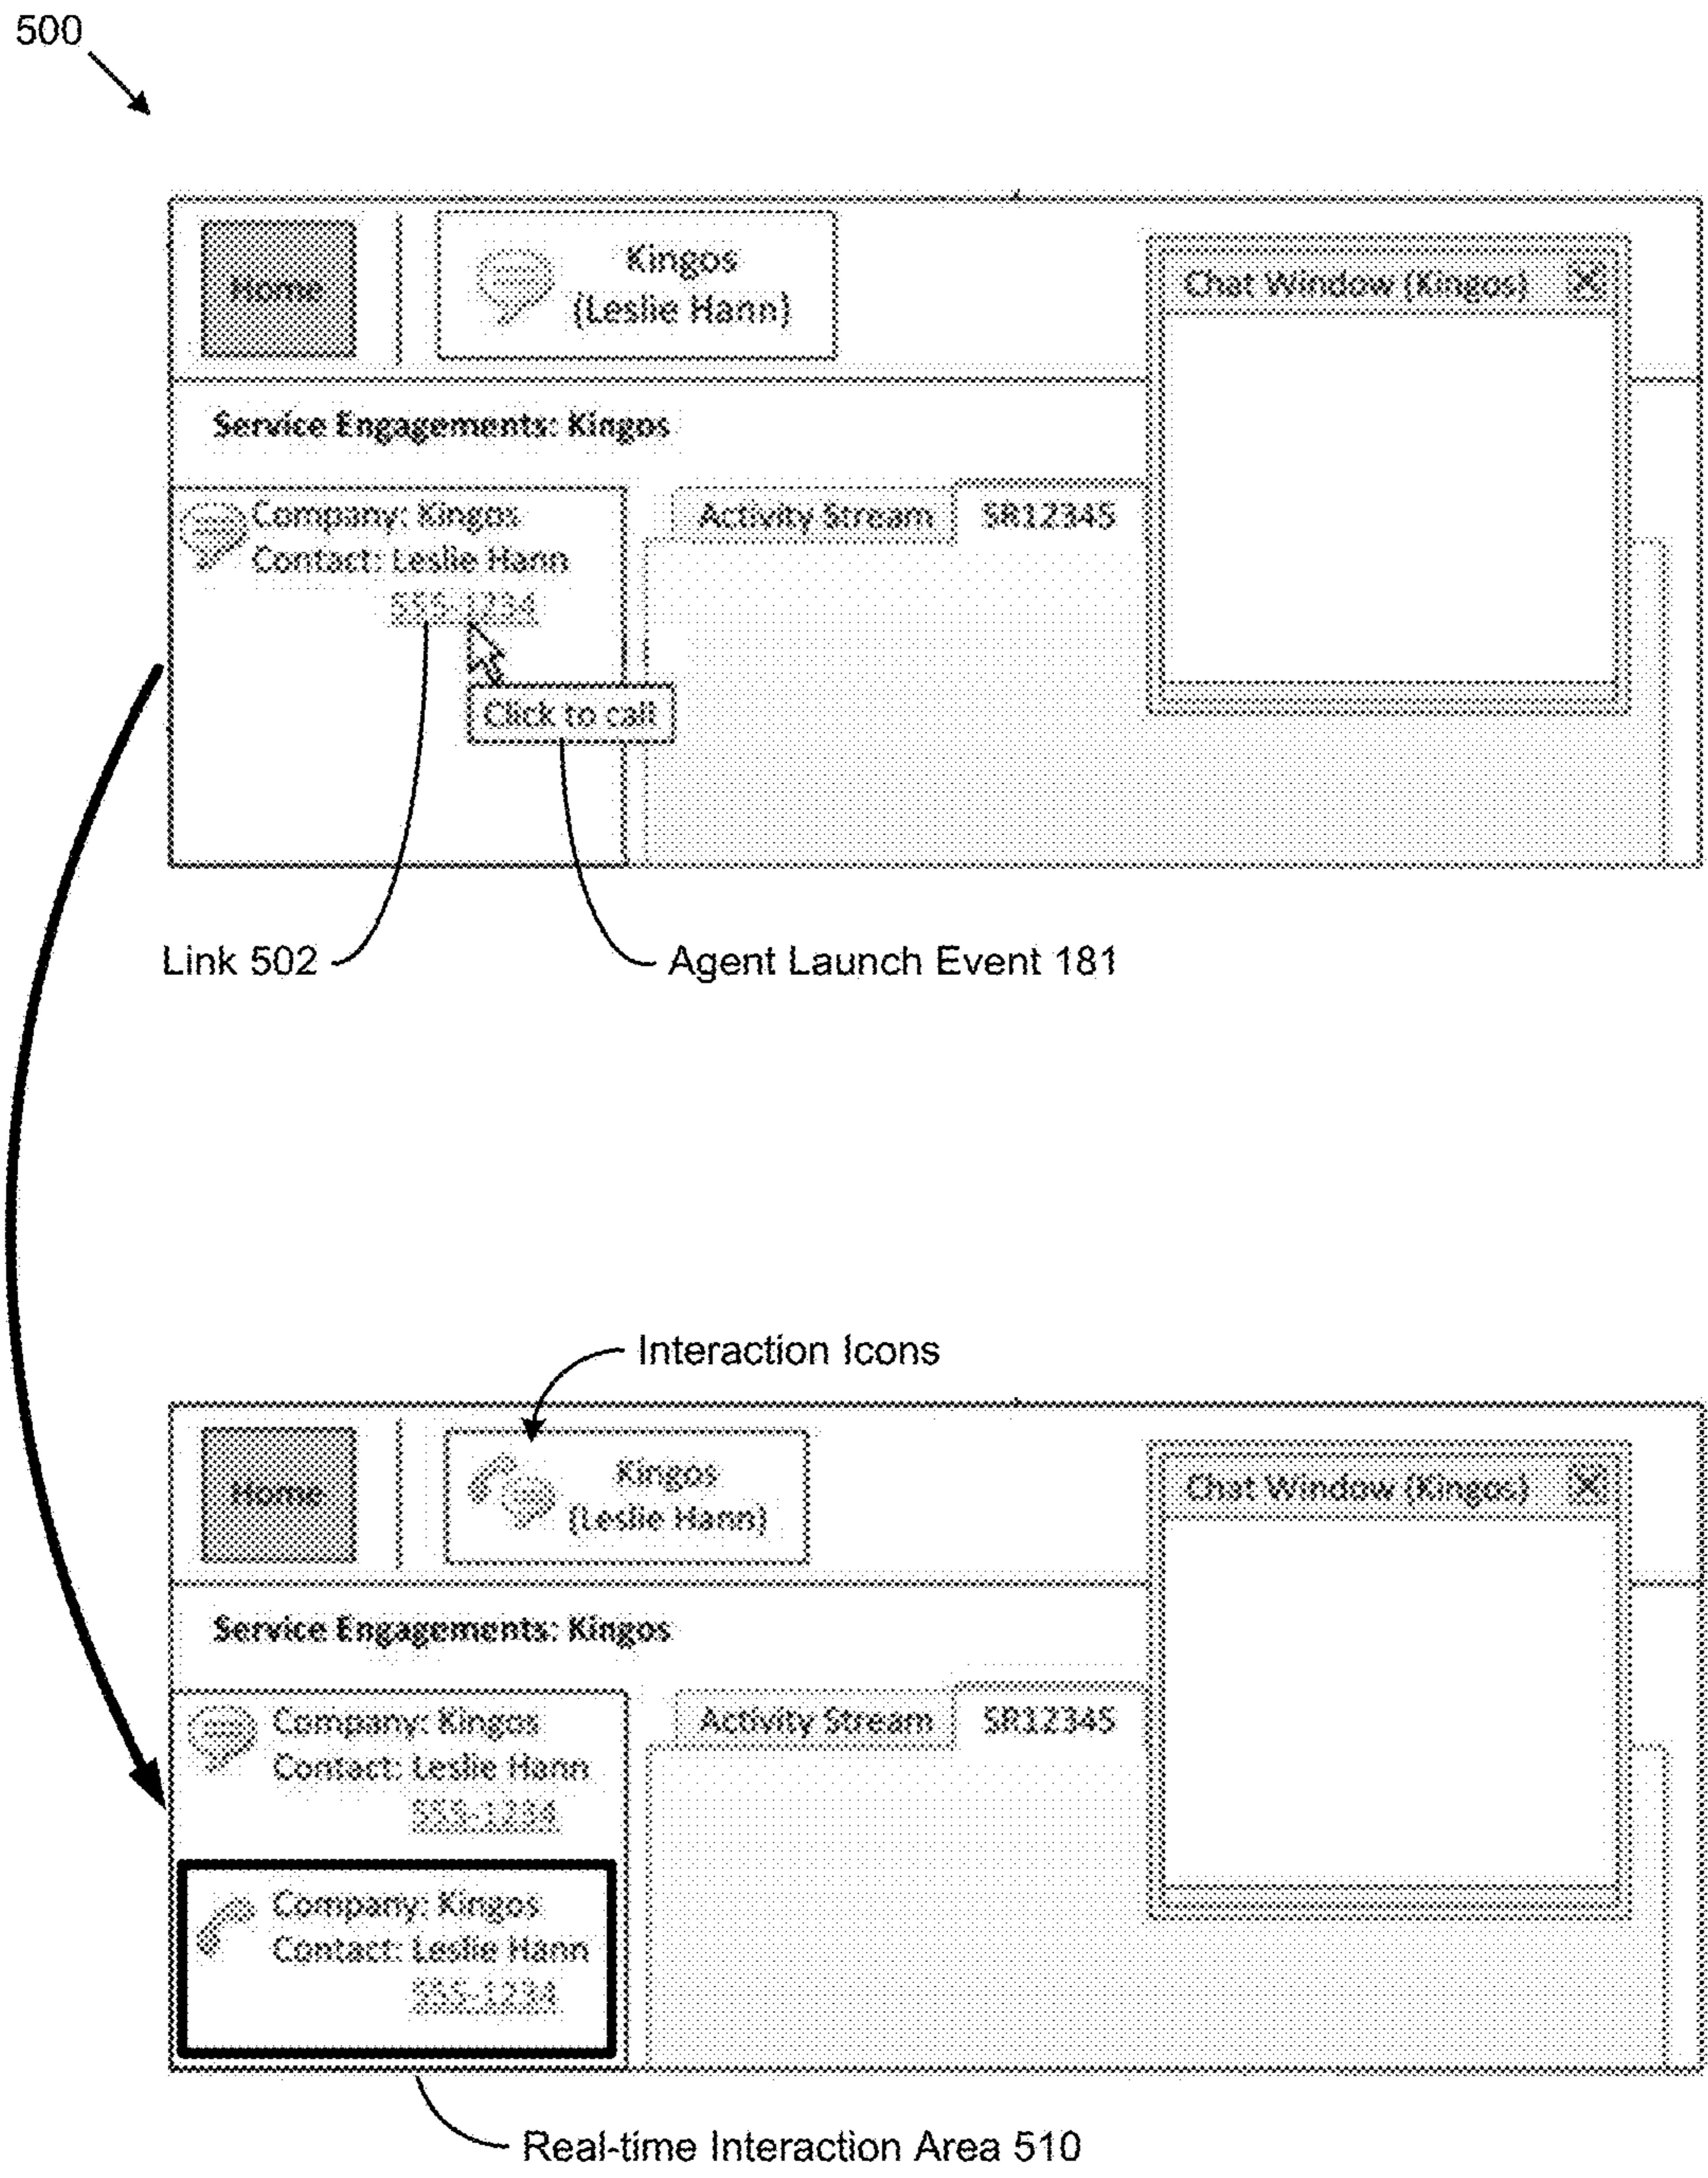 500
Home
Kingos
(Leslie Hann)
Chat Window (Kingos)
Service Engagements: Kingos
Company: Kingos
Contact: Leslie Hann
555-1234
Activity Stream
SR12345
Click to call
Link 502
Agent Launch Event 181
Interaction Icons
Home
Kingos
(Leslie Hann)
Chat Window (Kingos)
Service Engagements: Kingos
Company: Kingos
Contact: Leslie Hann
555-1234
Activity Stream
SR12345
Company: Kingos
Contact: Leslie Hann
555-1234
Real-time Interaction Area 510